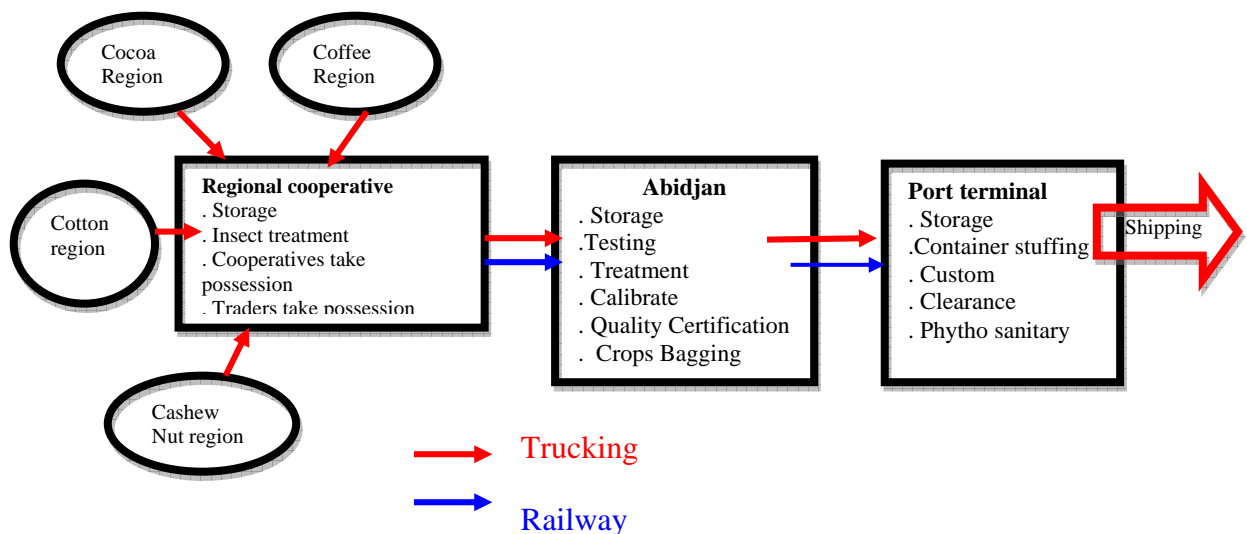 Cocoa
Region
Coffee
Region
Cotton
region
Cashew
Nut region
Regional cooperative
. Storage
. Insect treatment
. Cooperatives take
possession
. Traders take possession
Abidjan
. Storage
.Testing
. Treatment
. Calibrate
. Quality Certification
. Crops Bagging
Port terminal
. Storage
.Container stuffing
. Custom
. Clearance
. Phytho sanitary
Shipping
Trucking
Railway